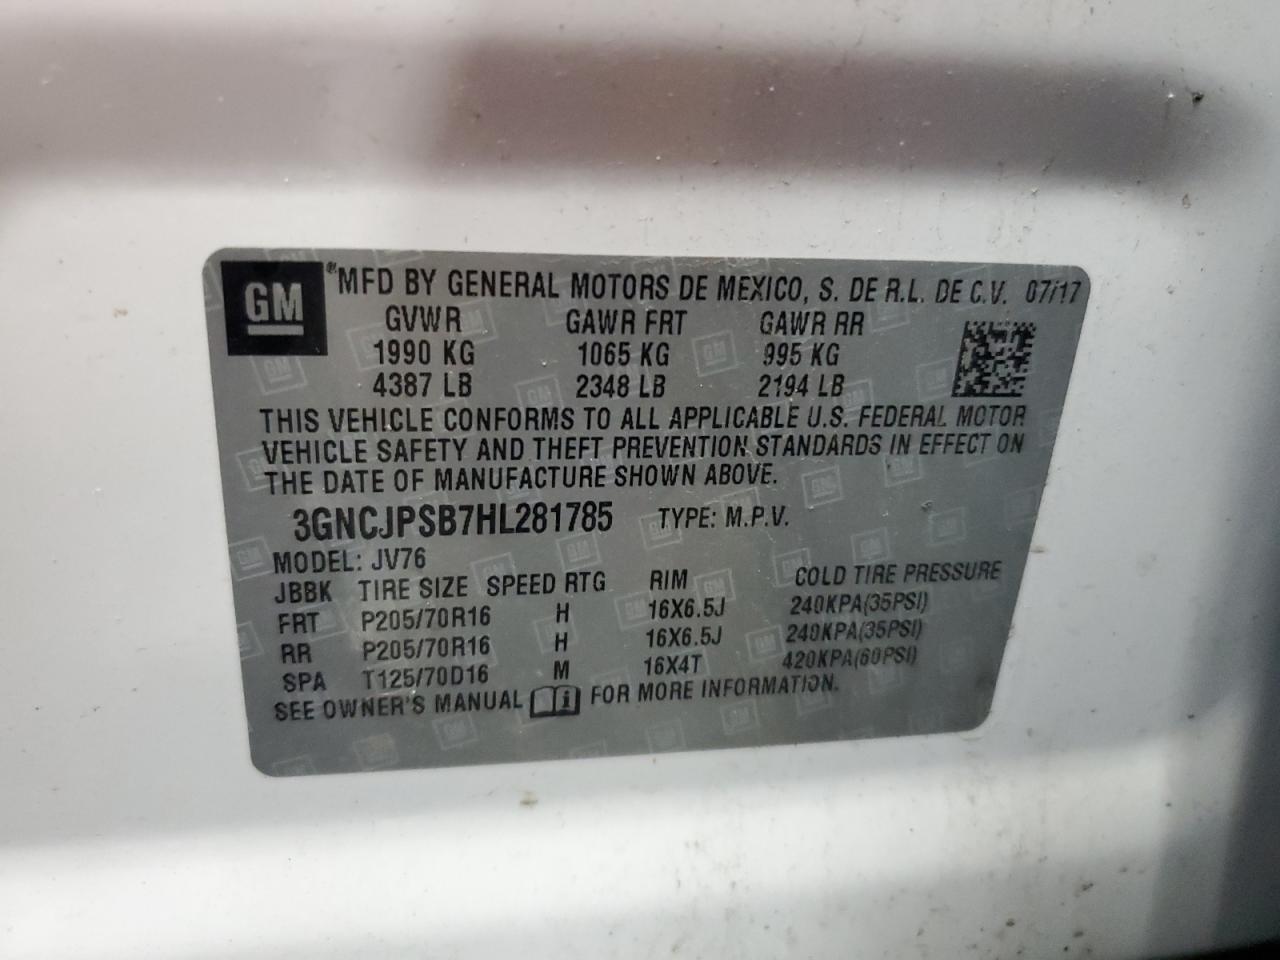 GM ® MFD BY GENERAL MOTORS DE MEXICO, S. DE R.L. DE C.V. 07/17
GVWR GAWR FRT GAWR RR
1990 KG 1065 KG 995 KG
4387 LB 2348 LB 2194 LB
THIS VEHICLE CONFORMS TO ALL APPLICABLE U.S. FEDERAL MOTOR
VEHICLE SAFETY AND THEFT PREVENTION STANDARDS IN EFFECT ON
THE DATE OF MANUFACTURE SHOWN ABOVE.
3GNCJPSB7HL281785 TYPE: M.P.V.
MODEL: JV76
JBBK TIRE SIZE SPEED RTG RIM COLD TIRE PRESSURE
FRT P205/70R16 H 16X6.5J 240KPA(35PSI)
RR P205/70R16 H 16X6.5J 240KPA(35PSI)
SPA T125/70D16 M 16X4T 420KPA(60PSI)
SEE OWNER'S MANUAL FOR MORE INFORMATION.